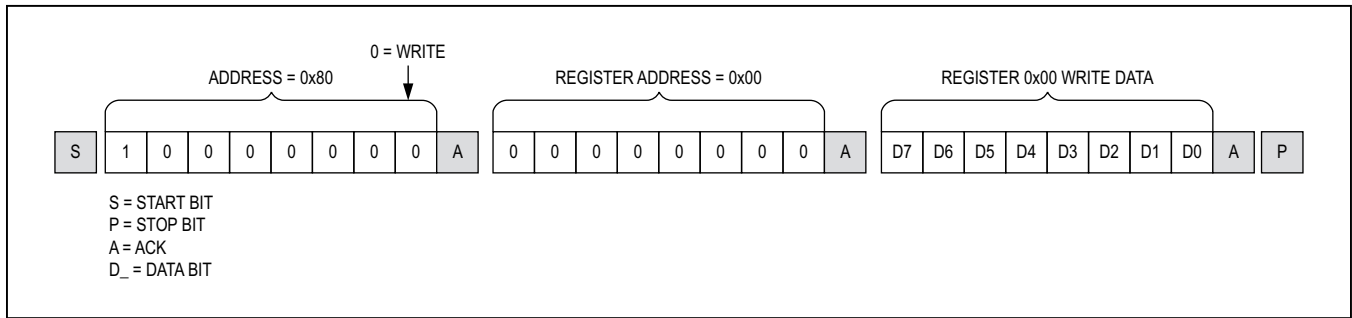 0 = WRITE
ADDRESS = 0x80 REGISTER ADDRESS = 0x00 REGISTER 0x00 WRITE DATA
S 1 0 0 0 0 0 0 0 A 0 0 0 0 0 0 0 0 A D7 D6 D5 D4 D3 D2 D1 D0 A P
S = START BIT
P = STOP BIT
A = ACK
D_ = DATA BIT